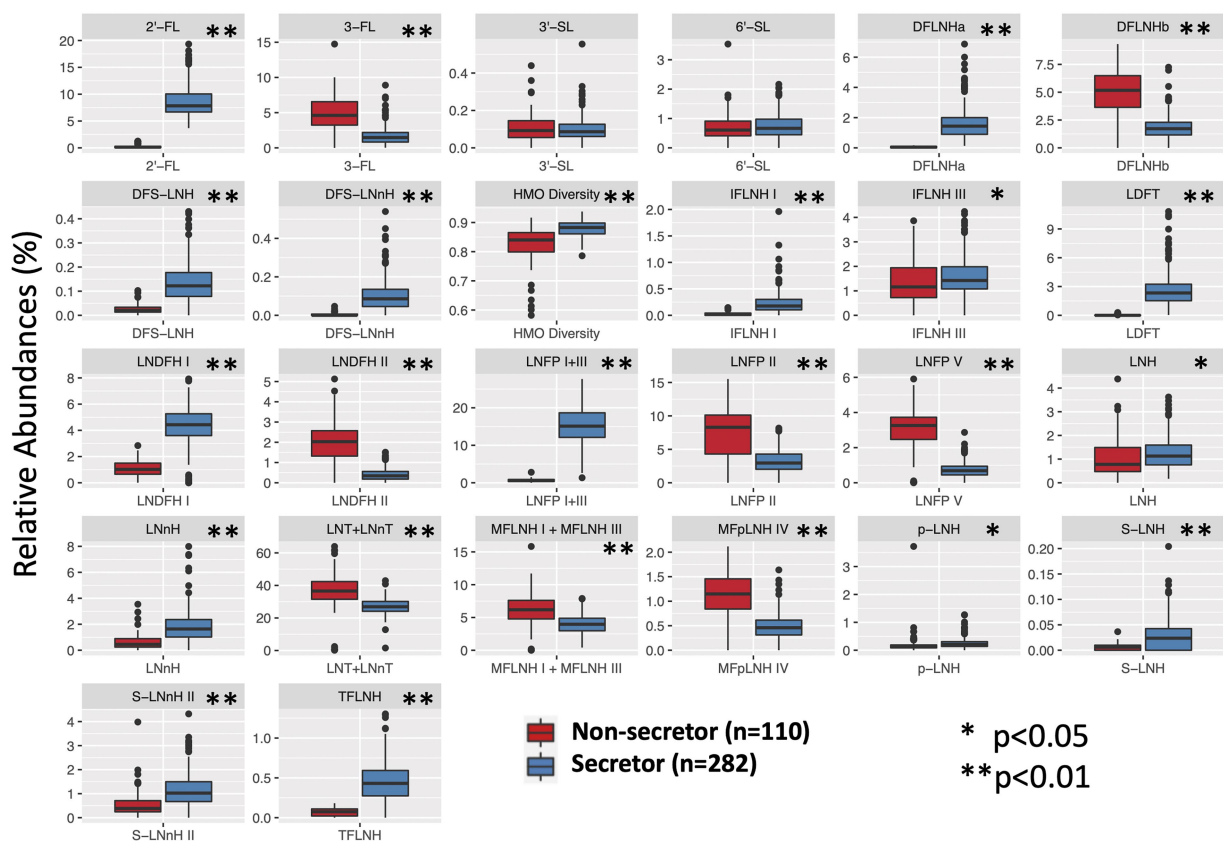 Relative Abundances (%)
2'−FL **
20
15
10
5
0
2'−FL
3−FL **
15
10
5
0
3−FL
3'−SL
0.4
0.2
0.0
3'−SL
6'−SL
4
3
2
1
0
6'−SL
DFLNHa **
6
4
2
0
DFLNHa
DFLNHb **
7.5
5.0
2.5
0.0
DFLNHb
DFS−LNH **
0.4
0.3
0.2
0.1
0.0
DFS−LNH
DFS−LNnH **
0.4
0.2
0.0
DFS−LNnH
HMO Diversity **
0.9
0.8
0.7
0.6
HMO Diversity
IFLNH I **
2.0
1.5
1.0
0.5
0.0
IFLNH I
IFLNH III *
4
3
2
1
0
IFLNH III
LDFT **
9
6
3
0
LDFT
LNDFH I **
8
6
4
2
0
LNDFH I
LNDFH II **
5
4
3
2
1
0
LNDFH II
LNFP I+III **
20
10
0
LNFP I+III
LNFP II **
15
10
5
0
LNFP II
LNFP V **
6
4
2
0
LNFP V
LNH *
4
3
2
1
0
LNH
LNnH **
8
6
4
2
0
LNnH
LNT+LNnT **
60
40
20
0
LNT+LNnT
MFLNH I + MFLNH III
**
15
10
5
0
MFLNH I + MFLNH III
MFpLNH IV **
2.0
1.5
1.0
0.5
0.0
MFpLNH IV
p−LNH *
3
2
1
0
p−LNH
S−LNH **
0.20
0.15
0.10
0.05
0.00
S−LNH
S−LNnH II **
4
3
2
1
0
S−LNnH II
TFLNH **
1.0
0.5
0.0
TFLNH
Non-secretor (n=110)
Secretor (n=282)
* p<0.05
**p<0.01